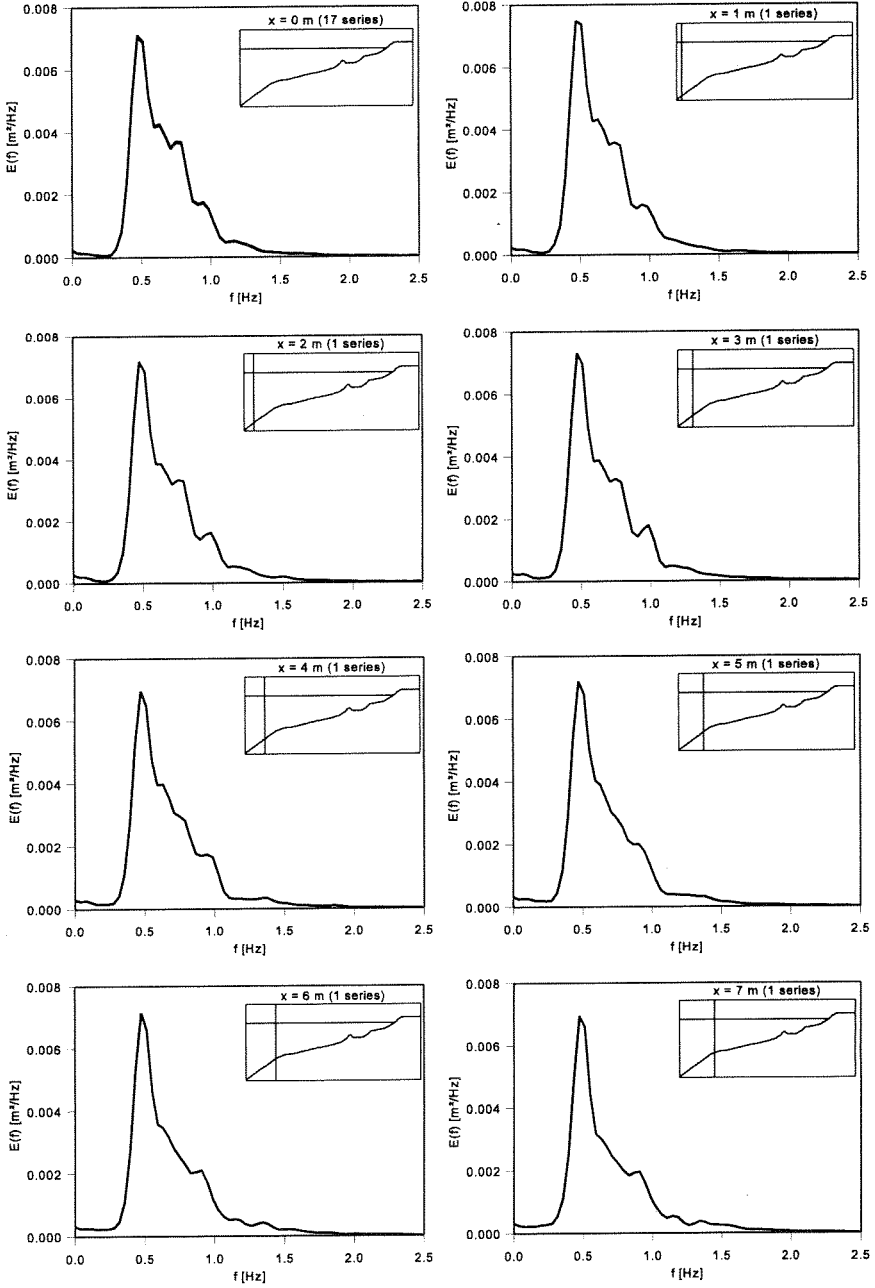 x = 0 m (17 series)
E(f) [m²/Hz]
0.008
0.006
0.004
0.002
0.000
0.0 0.5 1.0 1.5 2.0 2.5
f [Hz]
x = 1 m (1 series)
E(f) [m²/Hz]
0.008
0.006
0.004
0.002
0.000
0.0 0.5 1.0 1.5 2.0 2.5
f [Hz]
x = 2 m (1 series)
E(f) [m²/Hz]
0.008
0.006
0.004
0.002
0.000
0.0 0.5 1.0 1.5 2.0 2.5
f [Hz]
x = 3 m (1 series)
E(f) [m²/Hz]
0.008
0.006
0.004
0.002
0.000
0.0 0.5 1.0 1.5 2.0 2.5
f [Hz]
x = 4 m (1 series)
E(f) [m²/Hz]
0.008
0.006
0.004
0.002
0.000
0.0 0.5 1.0 1.5 2.0 2.5
f [Hz]
x = 5 m (1 series)
E(f) [m²/Hz]
0.008
0.006
0.004
0.002
0.000
0.0 0.5 1.0 1.5 2.0 2.5
f [Hz]
x = 6 m (1 series)
E(f) [m²/Hz]
0.008
0.006
0.004
0.002
0.000
0.0 0.5 1.0 1.5 2.0 2.5
f [Hz]
x = 7 m (1 series)
E(f) [m²/Hz]
0.008
0.006
0.004
0.002
0.000
0.0 0.5 1.0 1.5 2.0 2.5
f [Hz]